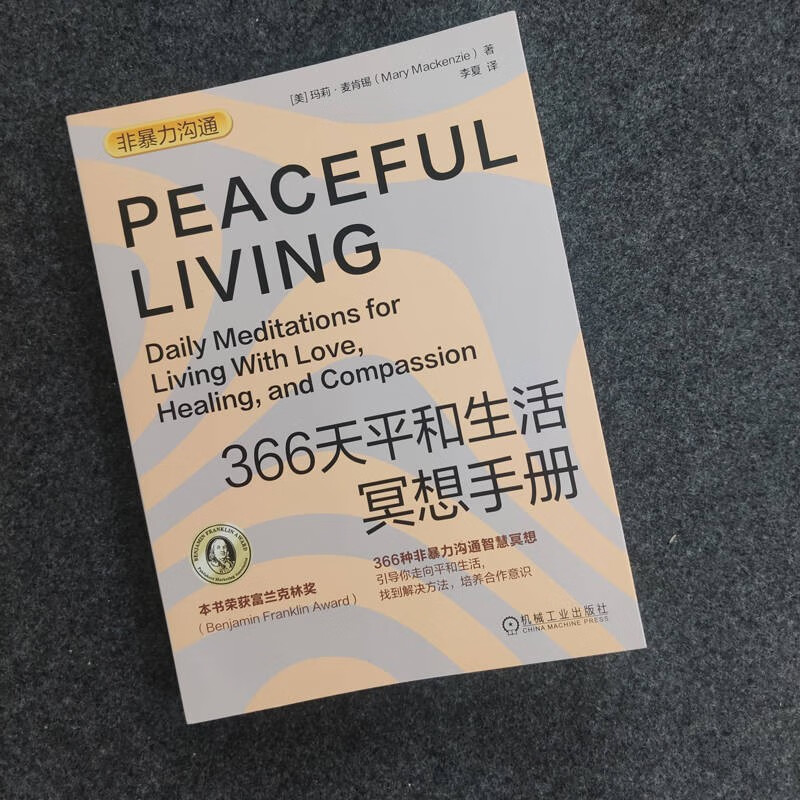 [美] 玛莉·麦肯锡（Mary Mackenzie）著
李夏 译
非暴力沟通
PEACEFUL
LIVING
Daily Meditations for
Living With Love,
Healing, and Compassion
366天平和生活
冥想手册
BENJAMIN FRANKLIN AWARD
366种非暴力沟通智慧冥想
引导你走向平和生活，
找到解决方法，培养合作意识
本书荣获富兰克林奖
（Benjamin Franklin Award）
机械工业出版社
CHINA MACHINE PRESS